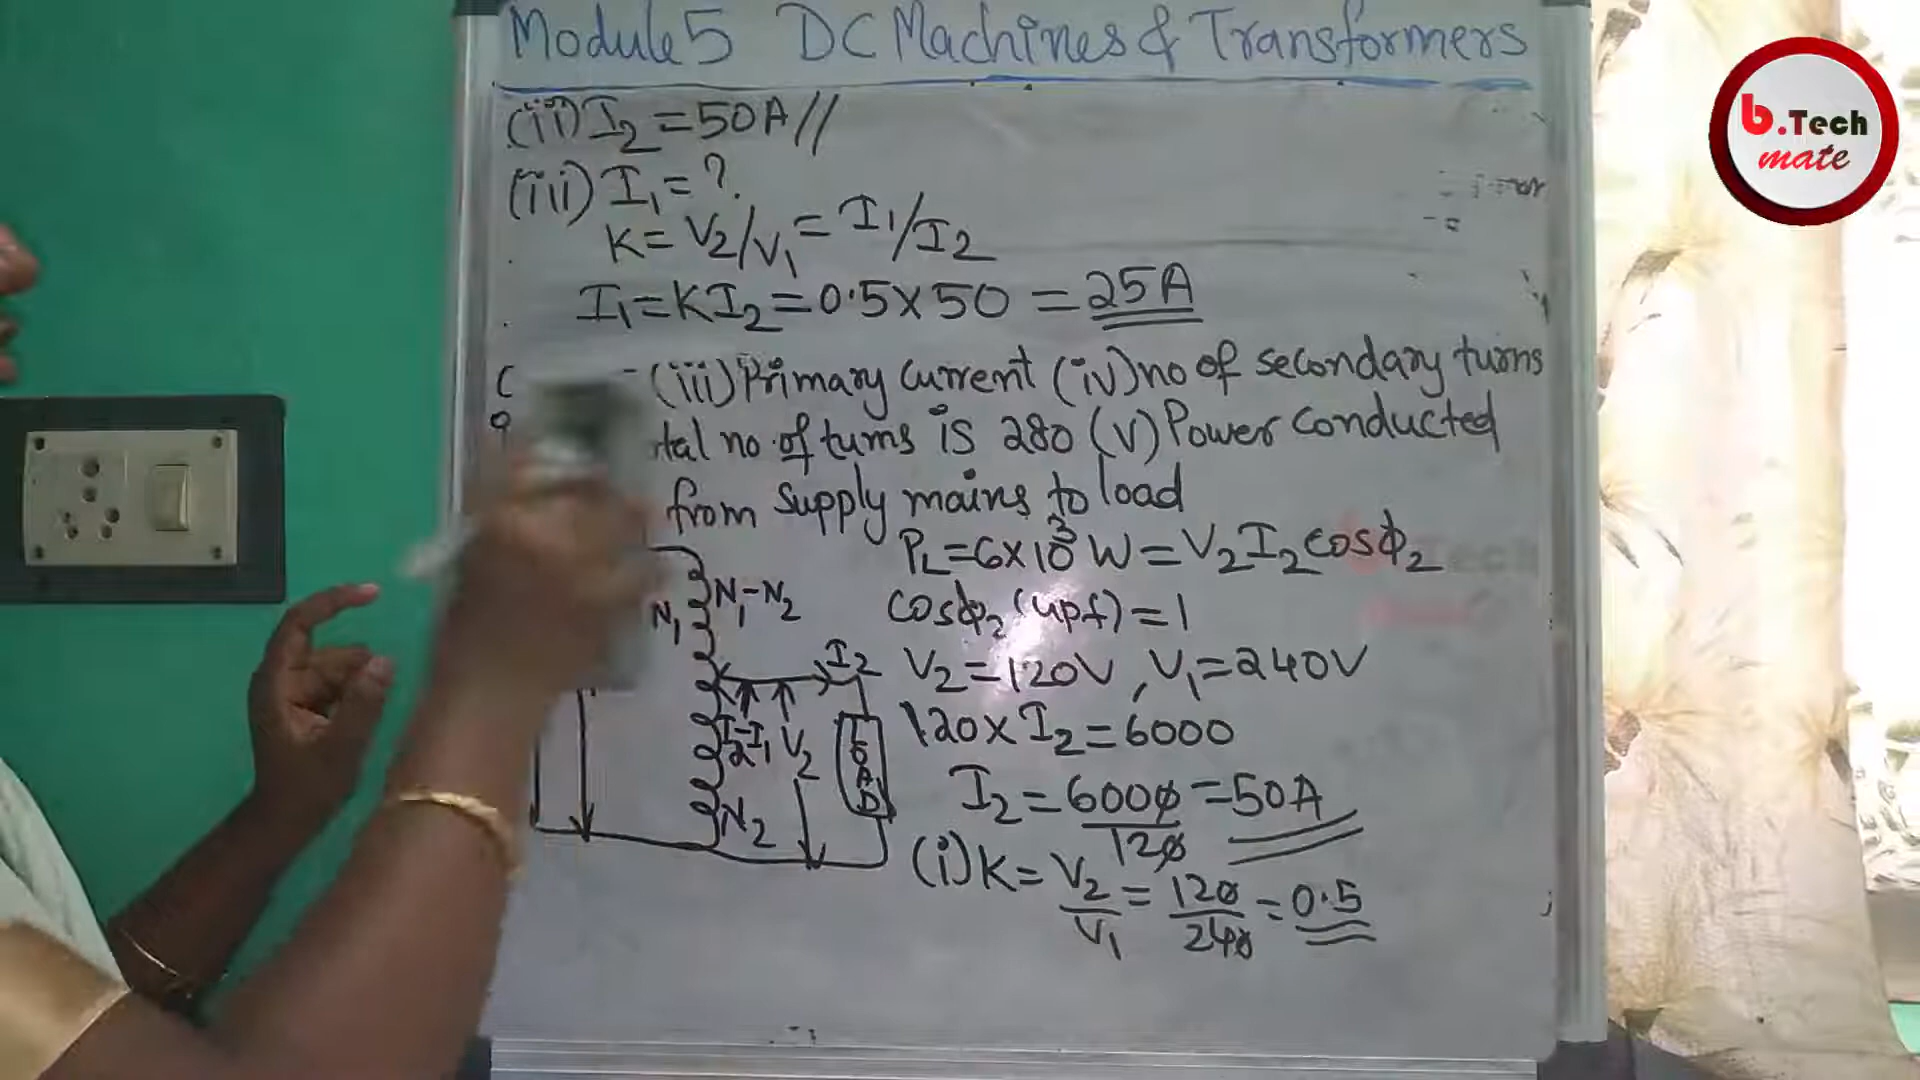 Module 5 DC Machines & Transformers
(ii) I2 = 50A //
(iii) I1 = ?
K = V2/V1 = I1/I2
I1 = KI2 = 0.5 x 50 = 25A
(iii) Primary Current (iv) no of secondary turns
no. of turns is 280 (V) Power conducted
from supply mains to load
PL = 6 x 10^3 W = V2 I2 cosϕ2
cosϕ2 (upf) = 1
V2 = 120V, V1 = 240V
120 x I2 = 6000
I2 = 6000/120 = 50A
(i) K = V2/V1 = 120/240 = 0.5
N1
N1-N2
I2
I2-I1
V2
LOAD
N2
b.Tech
mate